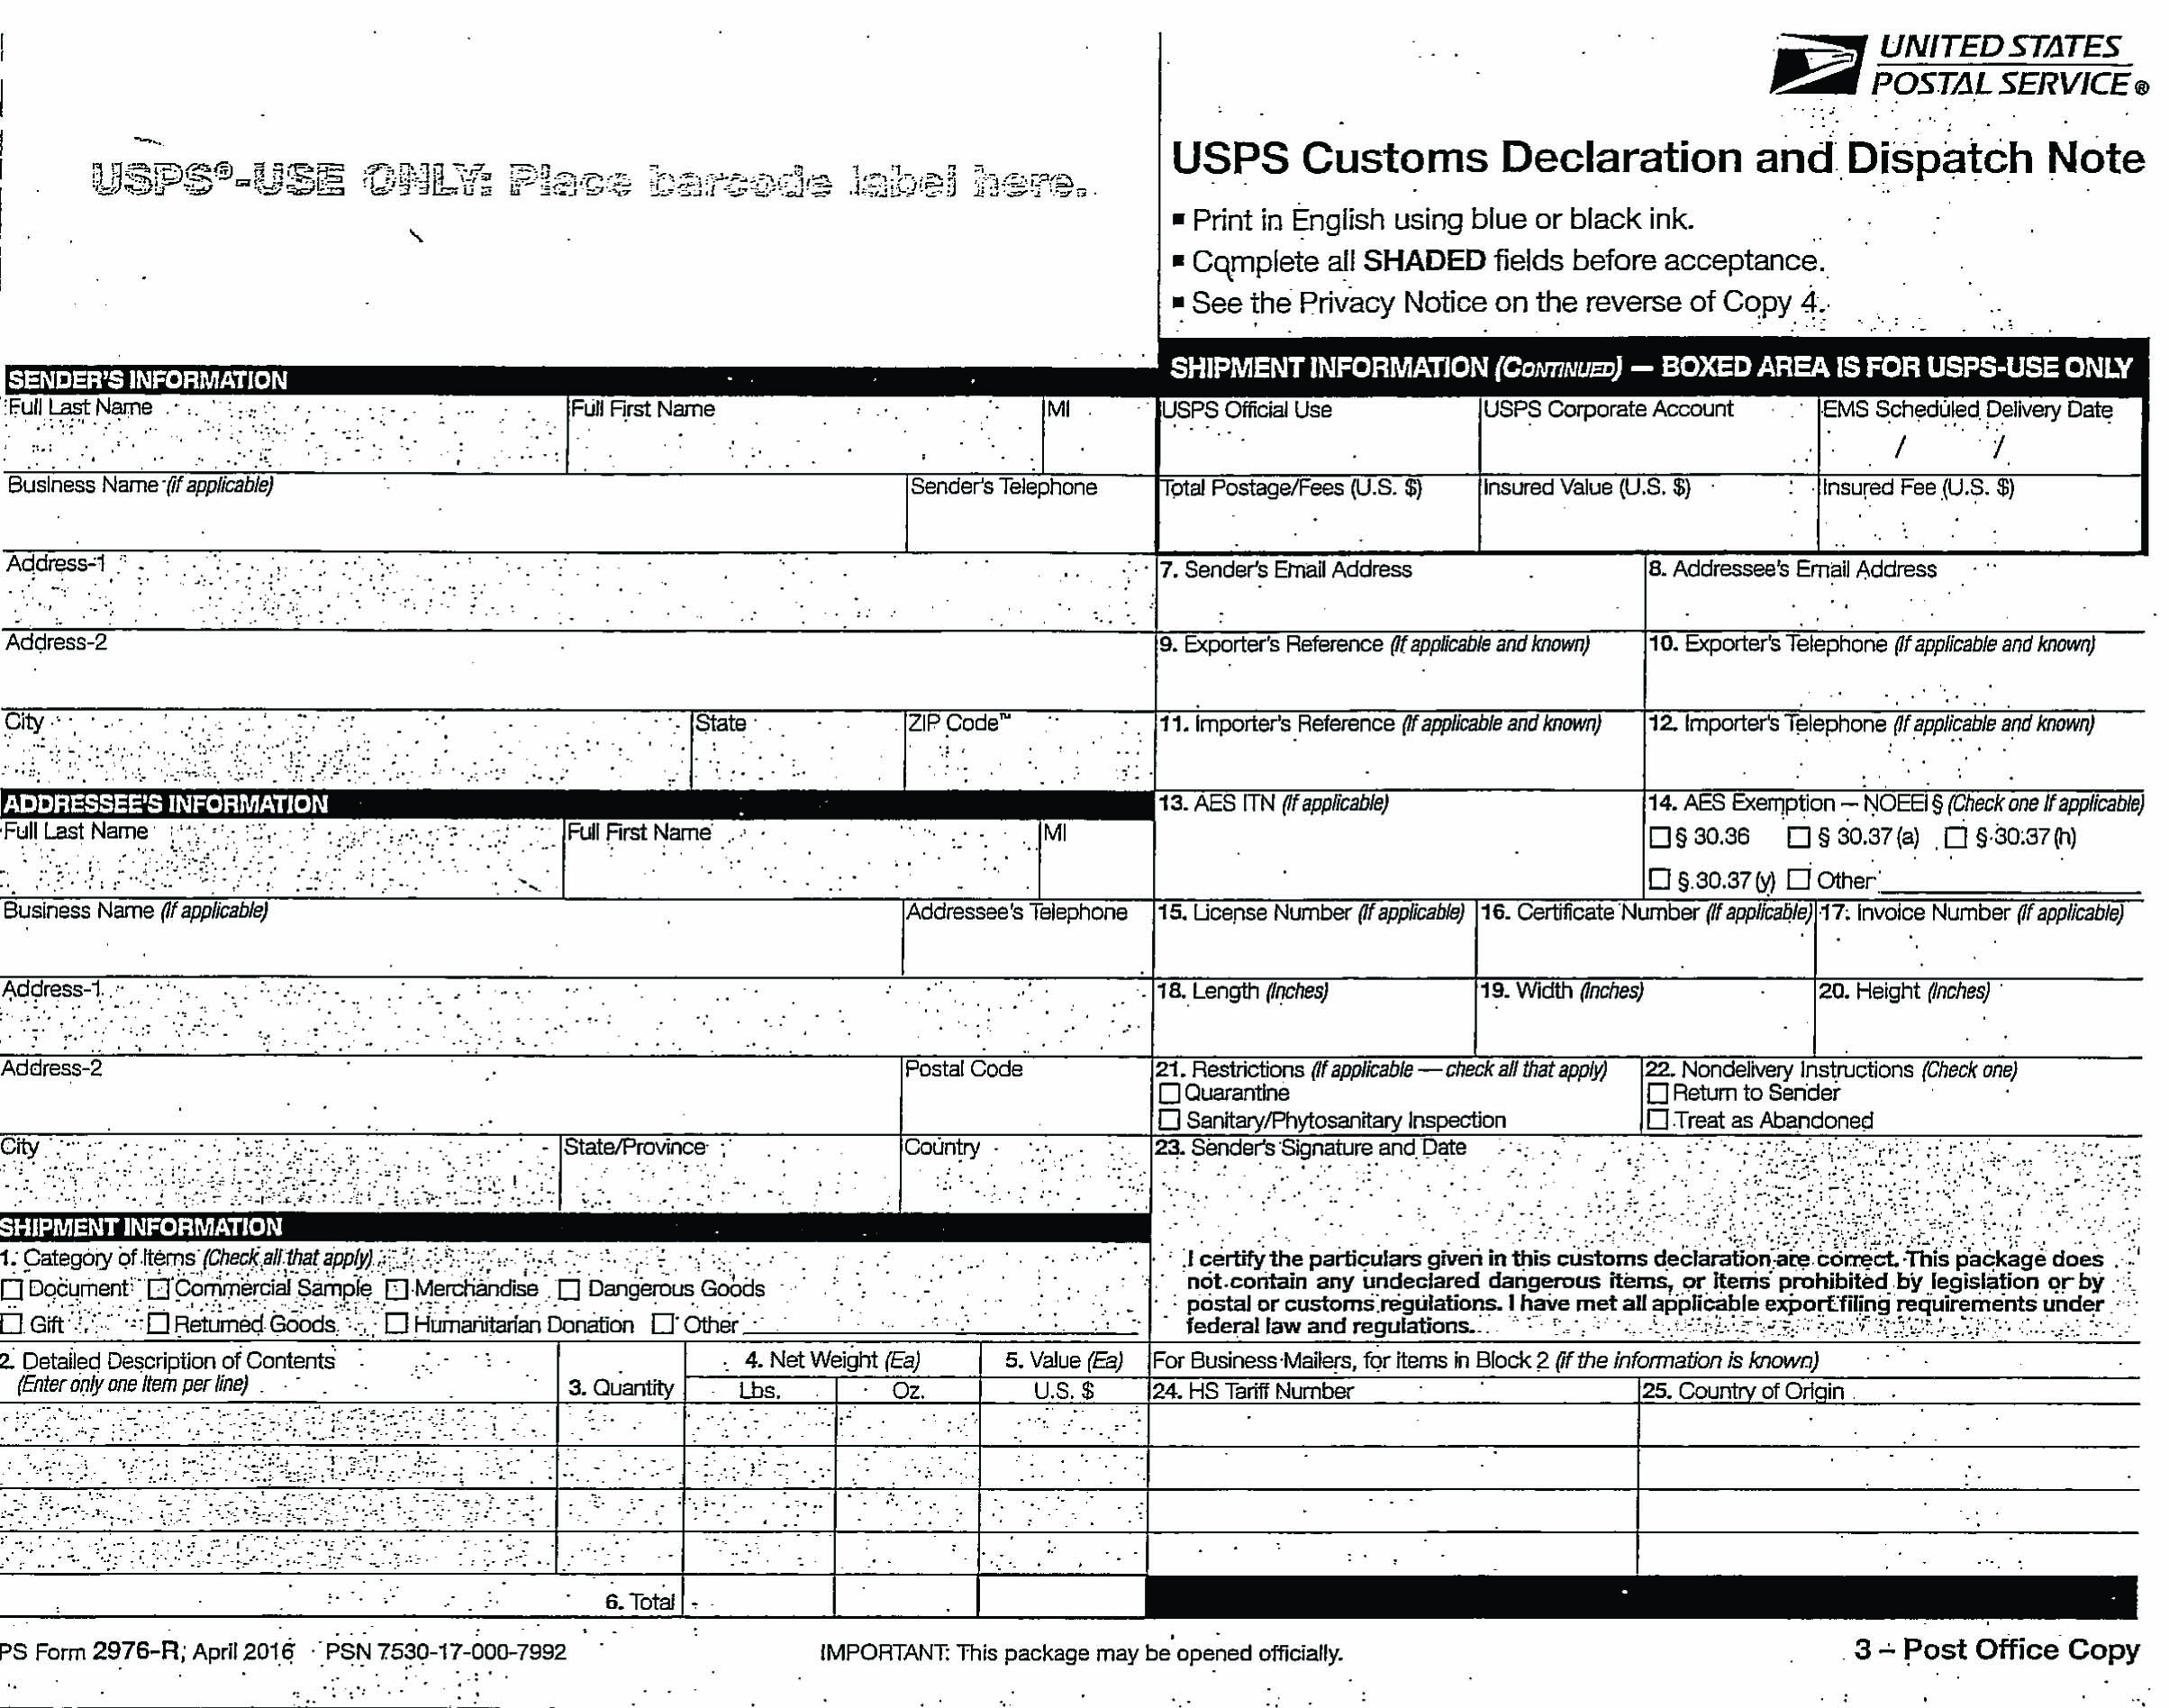 UNITED STATES
POSTAL SERVICE®
USPS®-USE ONLY: Place barcode label here.
USPS Customs Declaration and Dispatch Note
▪ Print in English using blue or black ink.
▪ Complete all SHADED fields before acceptance.
▪ See the Privacy Notice on the reverse of Copy 4.
SENDER'S INFORMATION
Full Last Name Full First Name MI
Business Name (if applicable) Sender's Telephone
Address-1
Address-2
City State ZIP Code™
ADDRESSEE'S INFORMATION
Full Last Name Full First Name MI
Business Name (if applicable) Addressee's Telephone
Address-1
Address-2 Postal Code
City State/Province Country
SHIPMENT INFORMATION
1. Category of Items (Check all that apply)
☐ Document ☐ Commercial Sample ☐ Merchandise ☐ Dangerous Goods
☐ Gift ☐ Returned Goods ☐ Humanitarian Donation ☐ Other
2. Detailed Description of Contents
(Enter only one item per line)
3. Quantity
4. Net Weight (Ea)
Lbs. Oz.
5. Value (Ea)
U.S. $
6. Total
SHIPMENT INFORMATION (CONTINUED) — BOXED AREA IS FOR USPS-USE ONLY
USPS Official Use USPS Corporate Account EMS Scheduled Delivery Date
/ /
Total Postage/Fees (U.S. $) Insured Value (U.S. $) Insured Fee (U.S. $)
7. Sender's Email Address 8. Addressee's Email Address
9. Exporter's Reference (If applicable and known) 10. Exporter's Telephone (If applicable and known)
11. Importer's Reference (If applicable and known) 12. Importer's Telephone (If applicable and known)
13. AES ITN (If applicable) 14. AES Exemption – NOEEI § (Check one if applicable)
☐ § 30.36 ☐ § 30.37 (a) ☐ § 30.37 (h)
☐ § 30.37 (y) ☐ Other
15. License Number (If applicable) 16. Certificate Number (If applicable) 17. Invoice Number (If applicable)
18. Length (Inches) 19. Width (Inches) 20. Height (Inches)
21. Restrictions (If applicable — check all that apply)
☐ Quarantine
☐ Sanitary/Phytosanitary Inspection
22. Nondelivery Instructions (Check one)
☐ Return to Sender
☐ Treat as Abandoned
23. Sender's Signature and Date
I certify the particulars given in this customs declaration are correct. This package does
not contain any undeclared dangerous items, or items prohibited by legislation or by
postal or customs regulations. I have met all applicable export filing requirements under
federal law and regulations.
For Business Mailers, for items in Block 2 (if the information is known)
24. HS Tariff Number 25. Country of Origin
PS Form 2976-R, April 2016 PSN 7530-17-000-7992 IMPORTANT: This package may be opened officially. 3 – Post Office Copy